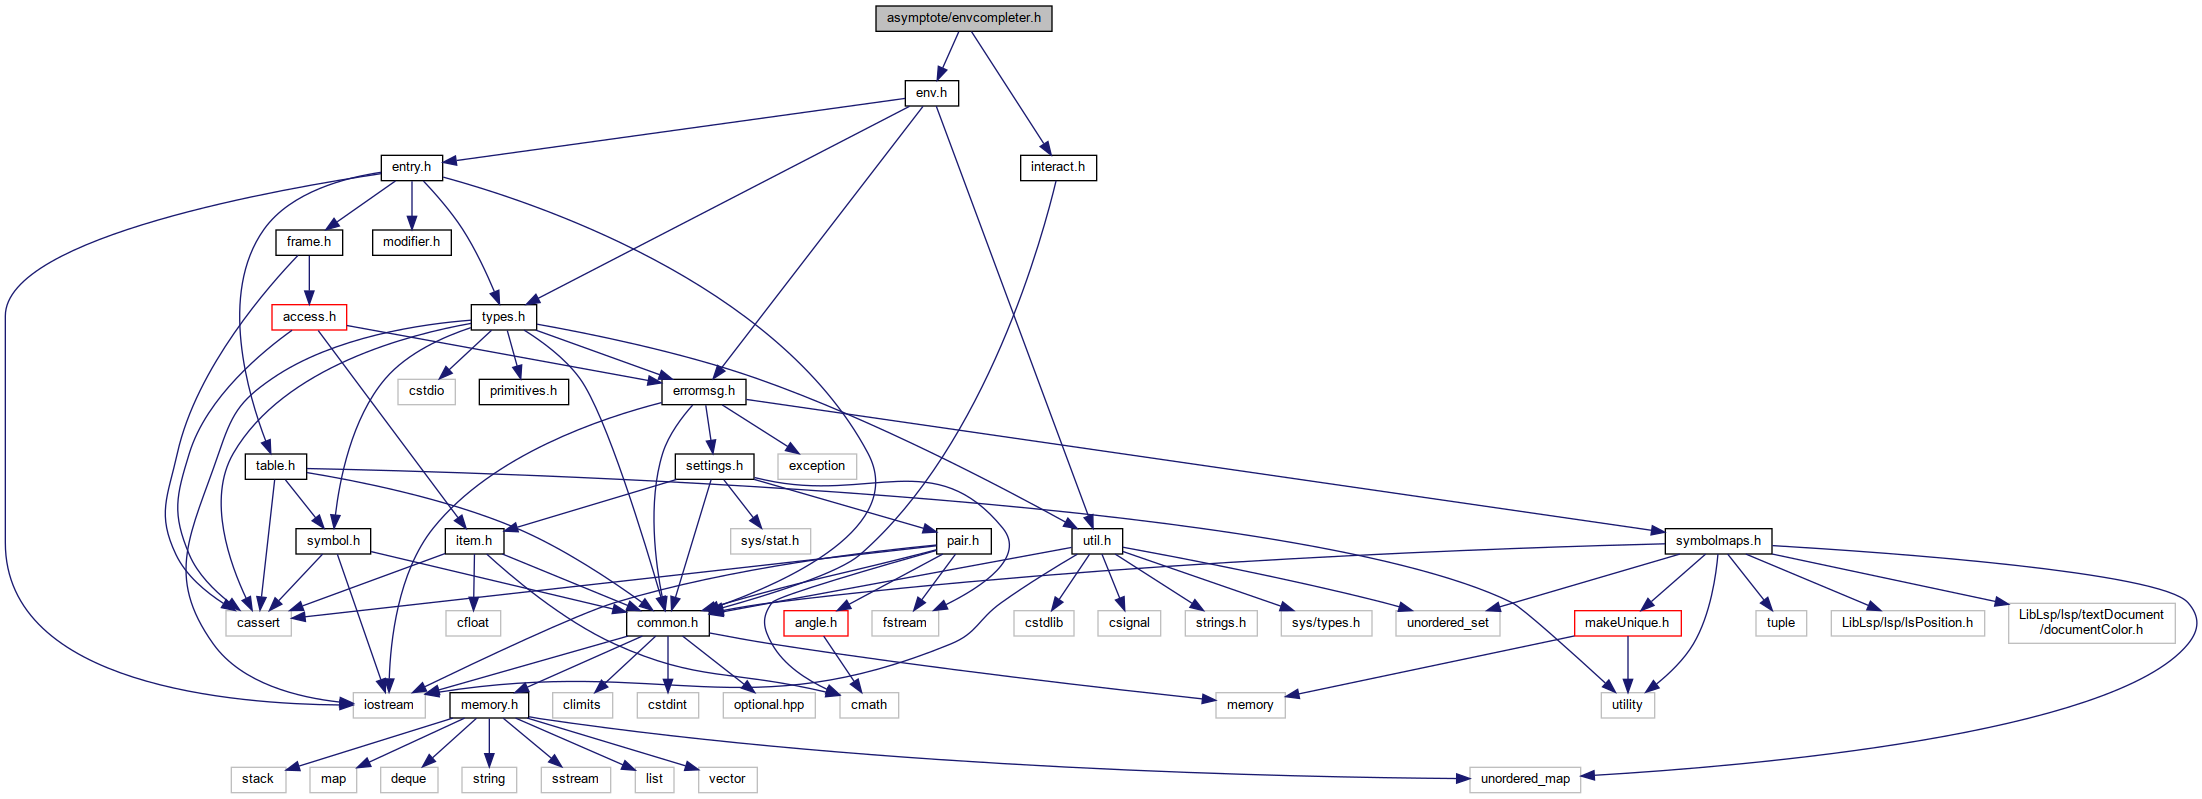 asymptote/envcompleter.h
env.h
entry.h
interact.h
frame.h
modifier.h
access.h
types.h
cstdio
primitives.h
errormsg.h
table.h
settings.h
exception
symbol.h
item.h
sys/stat.h
pair.h
util.h
symbolmaps.h
cassert
cfloat
common.h
angle.h
fstream
cstdlib
csignal
strings.h
sys/types.h
unordered_set
makeUnique.h
tuple
LibLsp/lsp/lsPosition.h
LibLsp/lsp/textDocument
/documentColor.h
iostream
memory.h
climits
cstdint
optional.hpp
cmath
memory
utility
stack
map
deque
string
sstream
list
vector
unordered_map